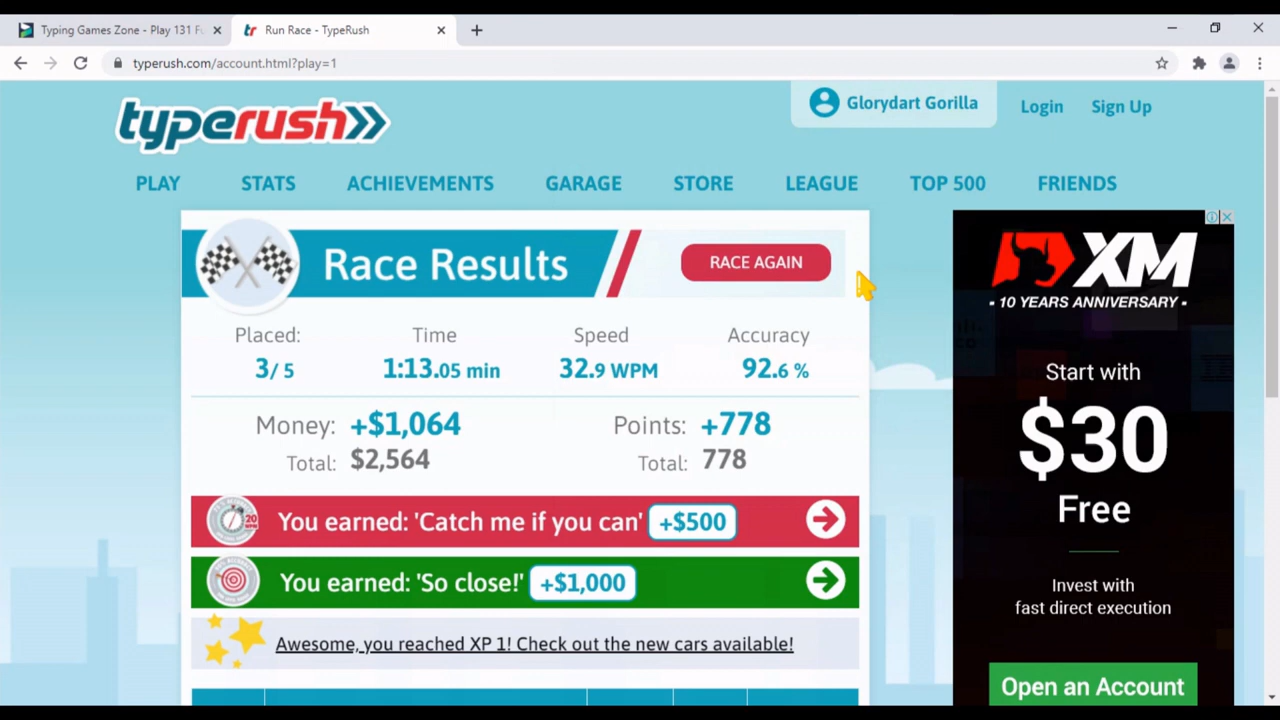 Typing Games Zone - Play 131 Fu
Run Race - TypeRush
typerush.com/account.html?play=1
typerush
Glorydart Gorilla
Login
Sign Up
PLAY
STATS
ACHIEVEMENTS
GARAGE
STORE
LEAGUE
TOP 500
FRIENDS
Race Results
RACE AGAIN
Placed:
Time
Speed
Accuracy
3/ 5
1:13.05 min
32.9 WPM
92.6 %
Money: +$1,064
Points: +778
Total: $2,564
Total: 778
20
You earned: 'Catch me if you can' +$500
You earned: 'So close!' +$1,000
Awesome, you reached XP 1! Check out the new cars available!
XM
- 10 YEARS ANNIVERSARY -
Start with
$30
Free
Invest with
fast direct execution
Open an Account